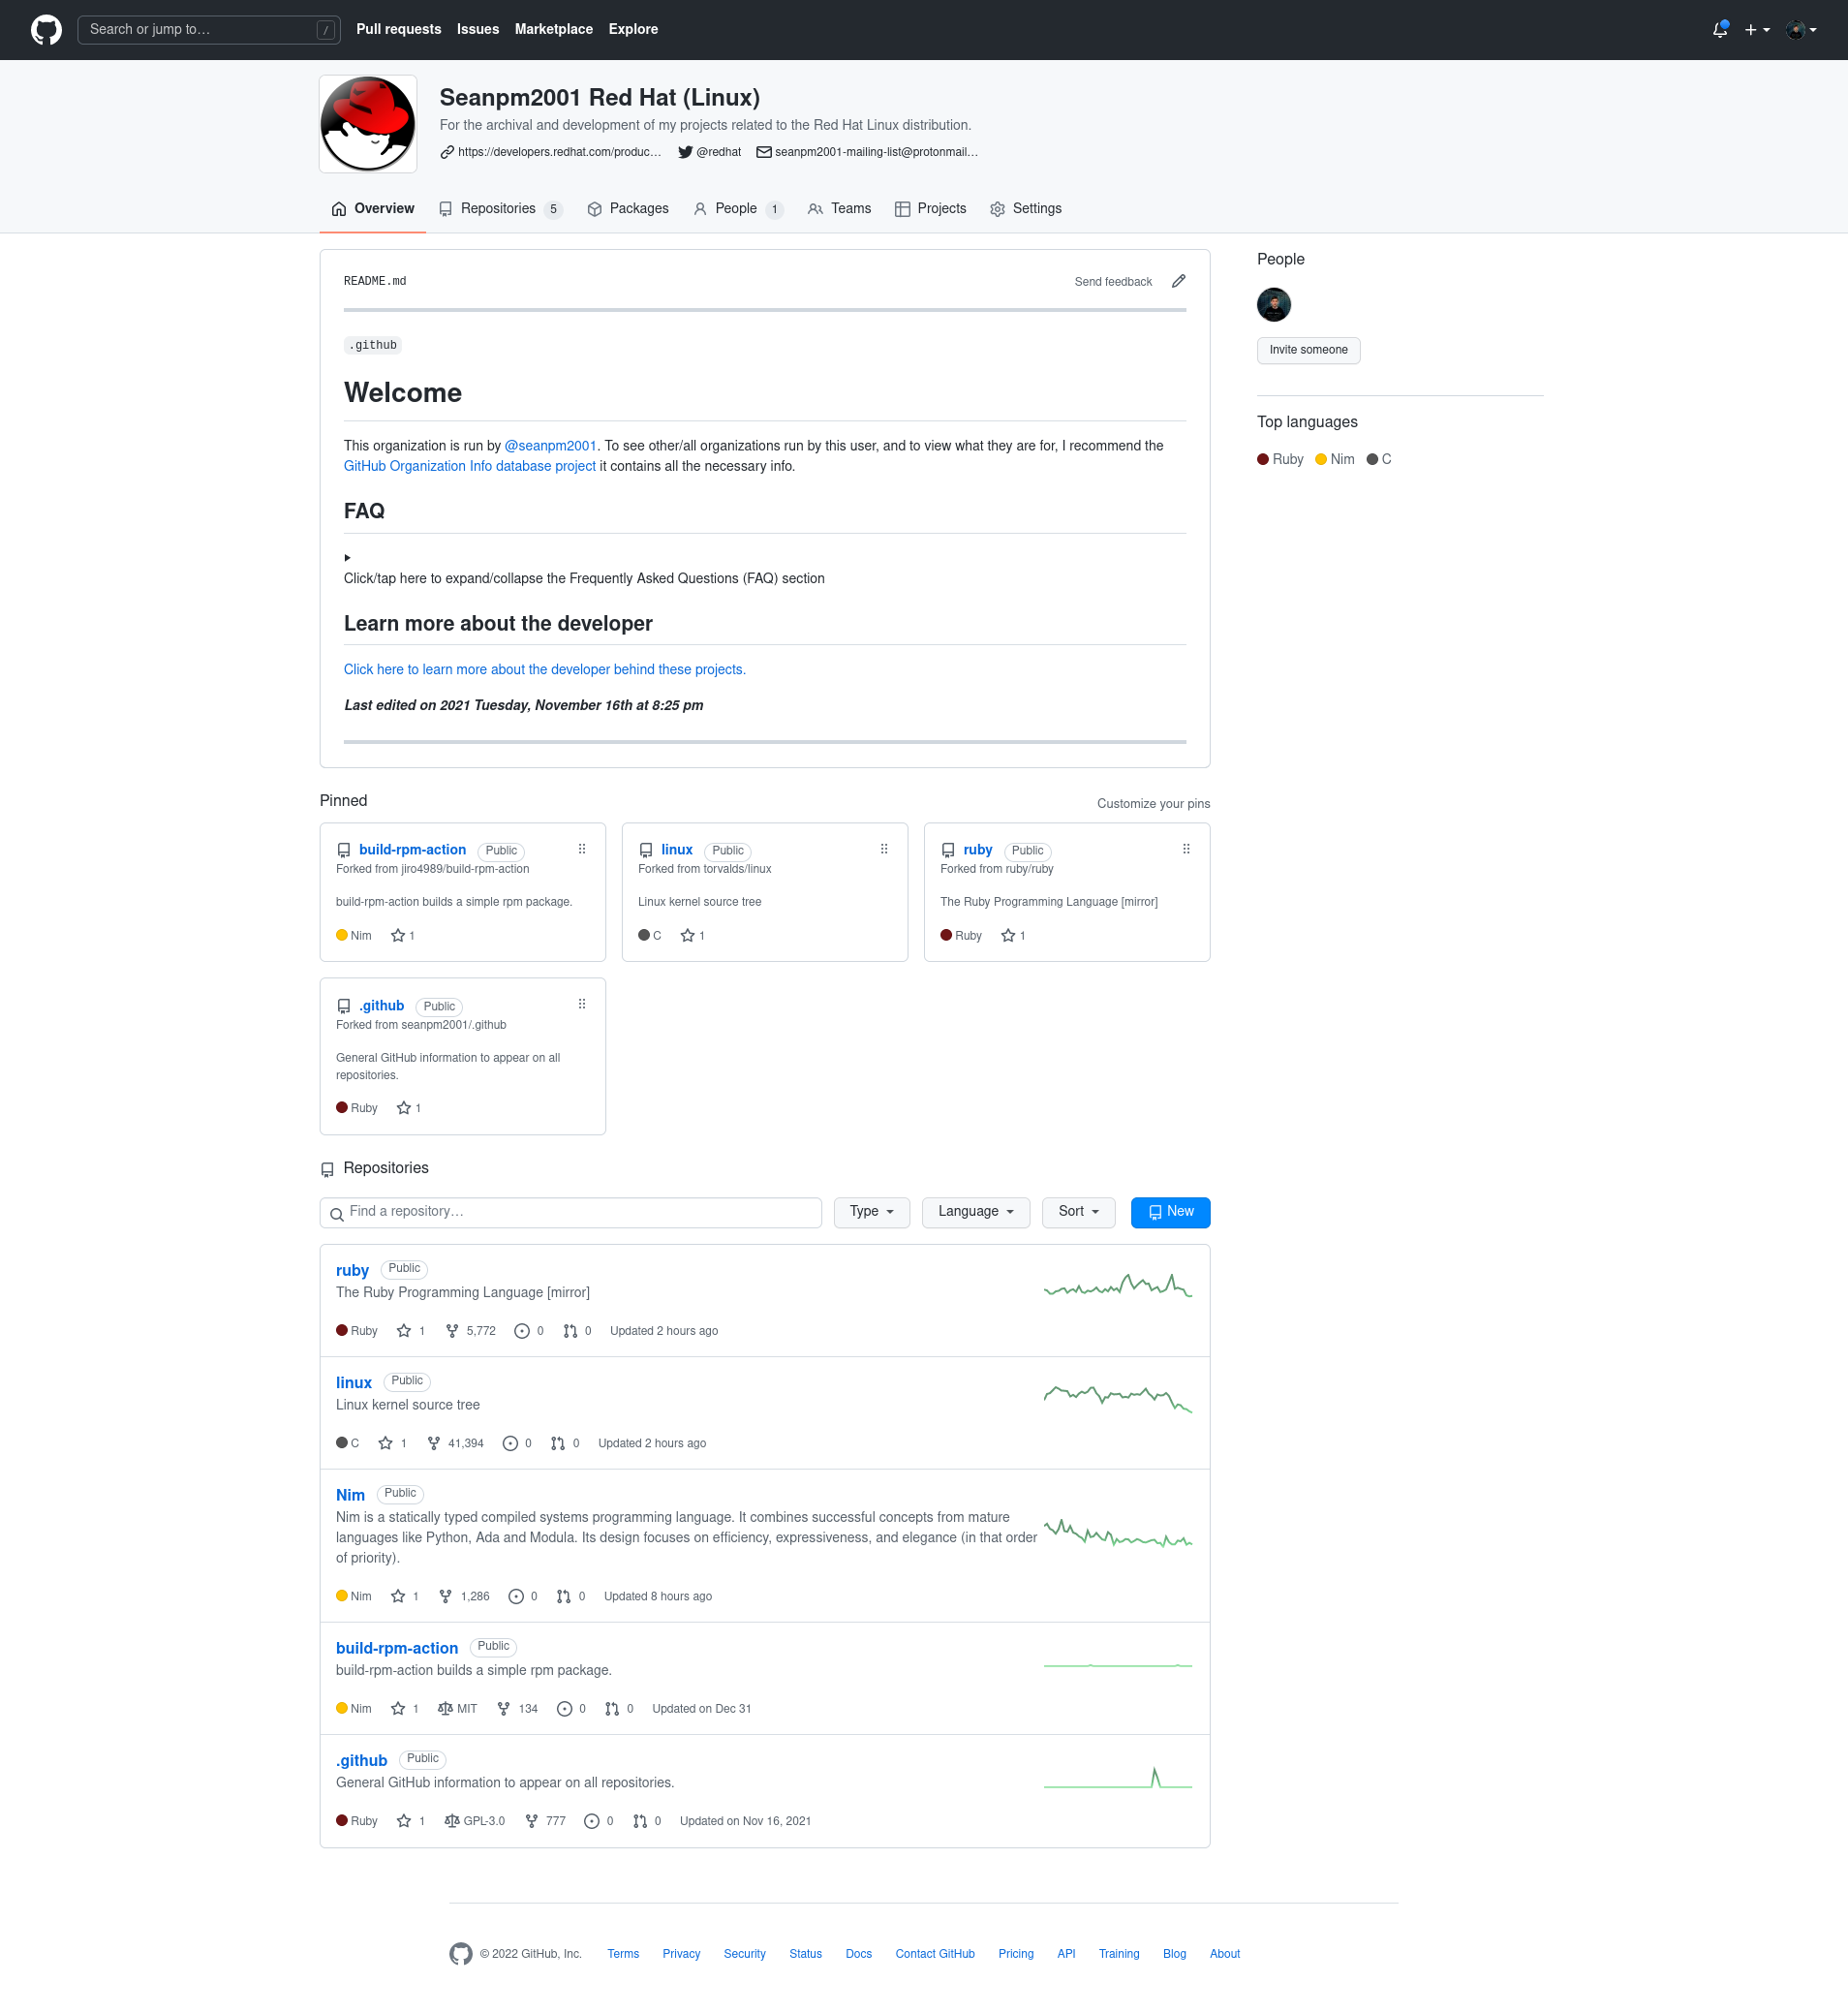 Search or jump to… /
Pull requests Issues Marketplace Explore
Seanpm2001 Red Hat (Linux)
For the archival and development of my projects related to the Red Hat Linux distribution.
https://developers.redhat.com/produc… @redhat seanpm2001-mailing-list@protonmail…
Overview Repositories 5 Packages People 1 Teams Projects Settings
README.md Send feedback
.github
Welcome
This organization is run by @seanpm2001. To see other/all organizations run by this user, and to view what they are for, I recommend the
GitHub Organization Info database project it contains all the necessary info.
FAQ
Click/tap here to expand/collapse the Frequently Asked Questions (FAQ) section
Learn more about the developer
Click here to learn more about the developer behind these projects.
Last edited on 2021 Tuesday, November 16th at 8:25 pm
People
Invite someone
Top languages
Ruby Nim C
Pinned Customize your pins
build-rpm-action Public
Forked from jiro4989/build-rpm-action
build-rpm-action builds a simple rpm package.
Nim 1
linux Public
Forked from torvalds/linux
Linux kernel source tree
C 1
ruby Public
Forked from ruby/ruby
The Ruby Programming Language [mirror]
Ruby 1
.github Public
Forked from seanpm2001/.github
General GitHub information to appear on all
repositories.
Ruby 1
Repositories
Find a repository… Type Language Sort New
ruby Public
The Ruby Programming Language [mirror]
Ruby 1 5,772 0 0 Updated 2 hours ago
linux Public
Linux kernel source tree
C 1 41,394 0 0 Updated 2 hours ago
Nim Public
Nim is a statically typed compiled systems programming language. It combines successful concepts from mature
languages like Python, Ada and Modula. Its design focuses on efficiency, expressiveness, and elegance (in that order
of priority).
Nim 1 1,286 0 0 Updated 8 hours ago
build-rpm-action Public
build-rpm-action builds a simple rpm package.
Nim 1 MIT 134 0 0 Updated on Dec 31
.github Public
General GitHub information to appear on all repositories.
Ruby 1 GPL-3.0 777 0 0 Updated on Nov 16, 2021
© 2022 GitHub, Inc. Terms Privacy Security Status Docs Contact GitHub Pricing API Training Blog About